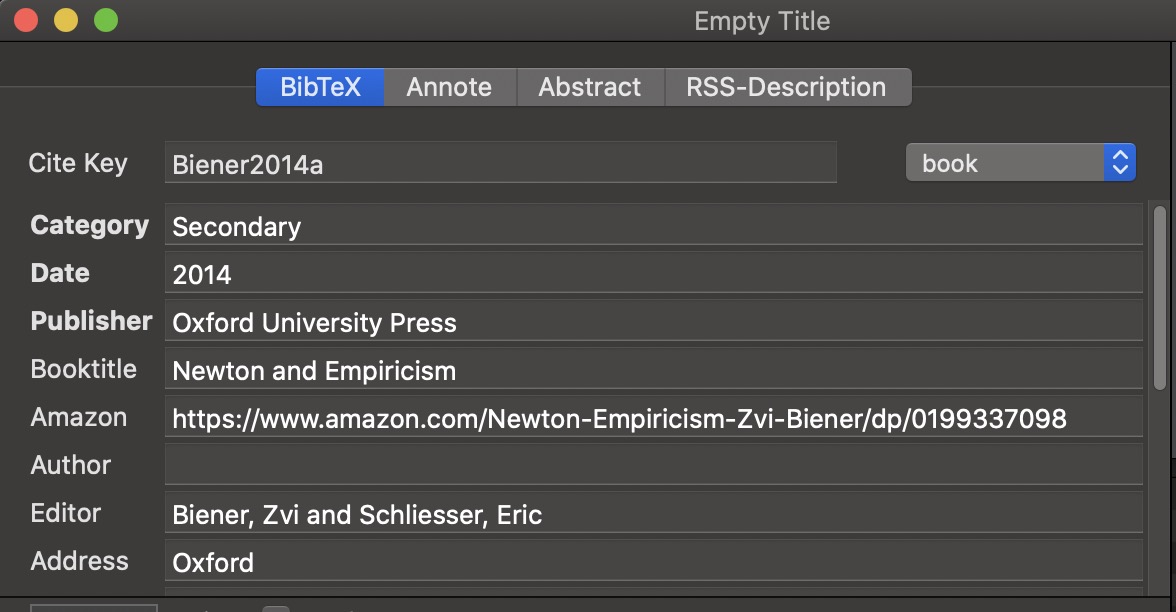 Empty Title
BibTeX Annote Abstract RSS-Description
Cite Key Biener2014a book
Category Secondary
Date 2014
Publisher Oxford University Press
Booktitle Newton and Empiricism
Amazon https://www.amazon.com/Newton-Empiricism-Zvi-Biener/dp/0199337098
Author
Editor Biener, Zvi and Schliesser, Eric
Address Oxford